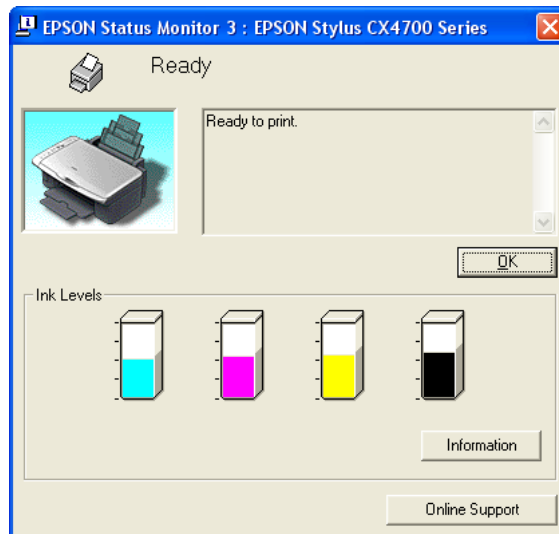 EPSON Status Monitor 3 : EPSON Stylus CX4700 Series
Ready
Ready to print.
OK
Ink Levels
Information
Online Support